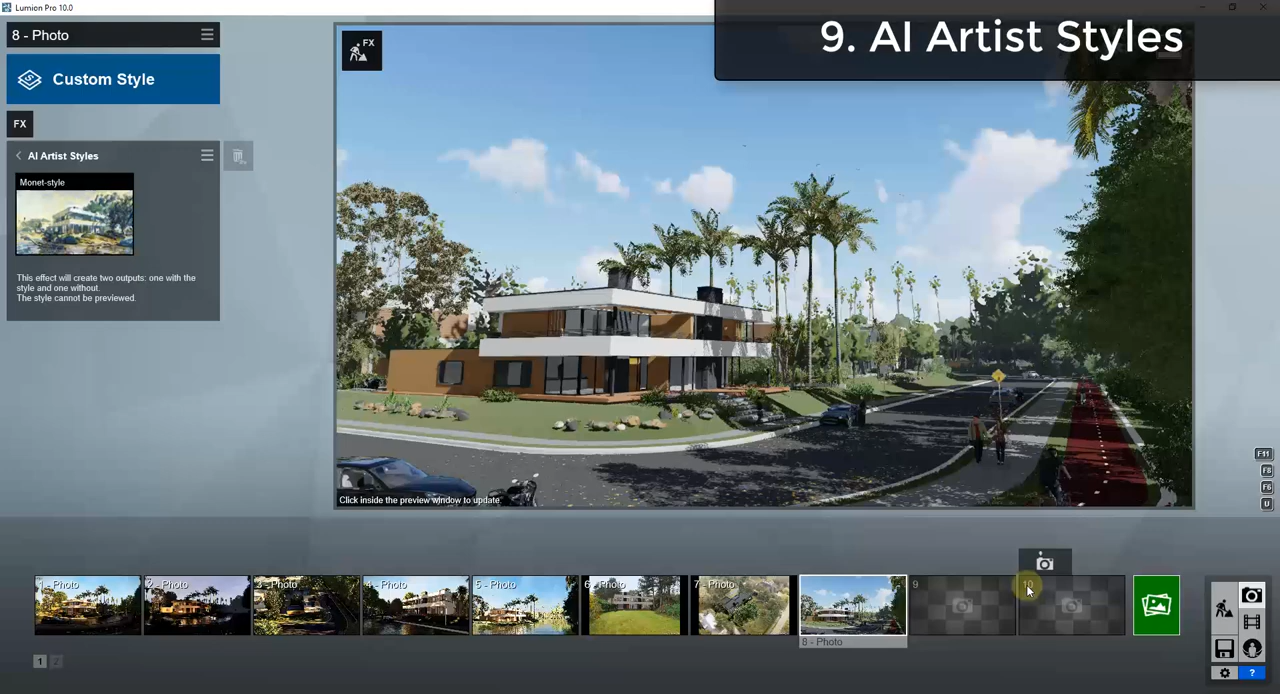 Lumion Pro 10.0
9. AI Artist Styles
8 - Photo
Custom Style
FX
FX
AI Artist Styles
Monet-style
This effect will create two outputs: one with the
style and one without.
The style cannot be previewed.
Click inside the preview window to update.
F11
F8
F6
U
1 - Photo
2 - Photo
3 - Photo
4 - Photo
5 - Photo
6 - Photo
7 - Photo
8 - Photo
9
10
1
2
?